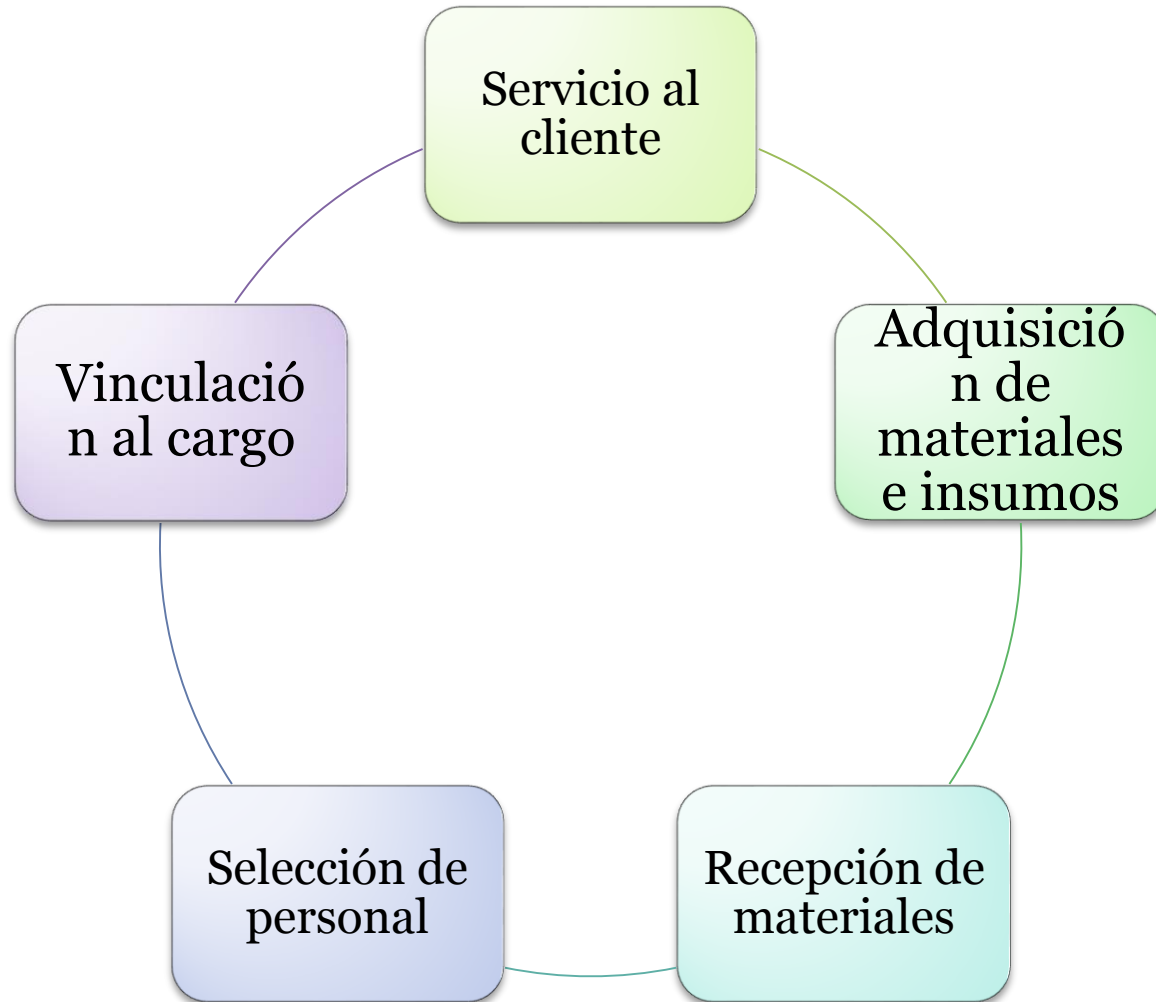 Servicio al
cliente
Adquisició
n de
materiales
e insumos
Recepción de
materiales
Selección de
personal
Vinculació
n al cargo